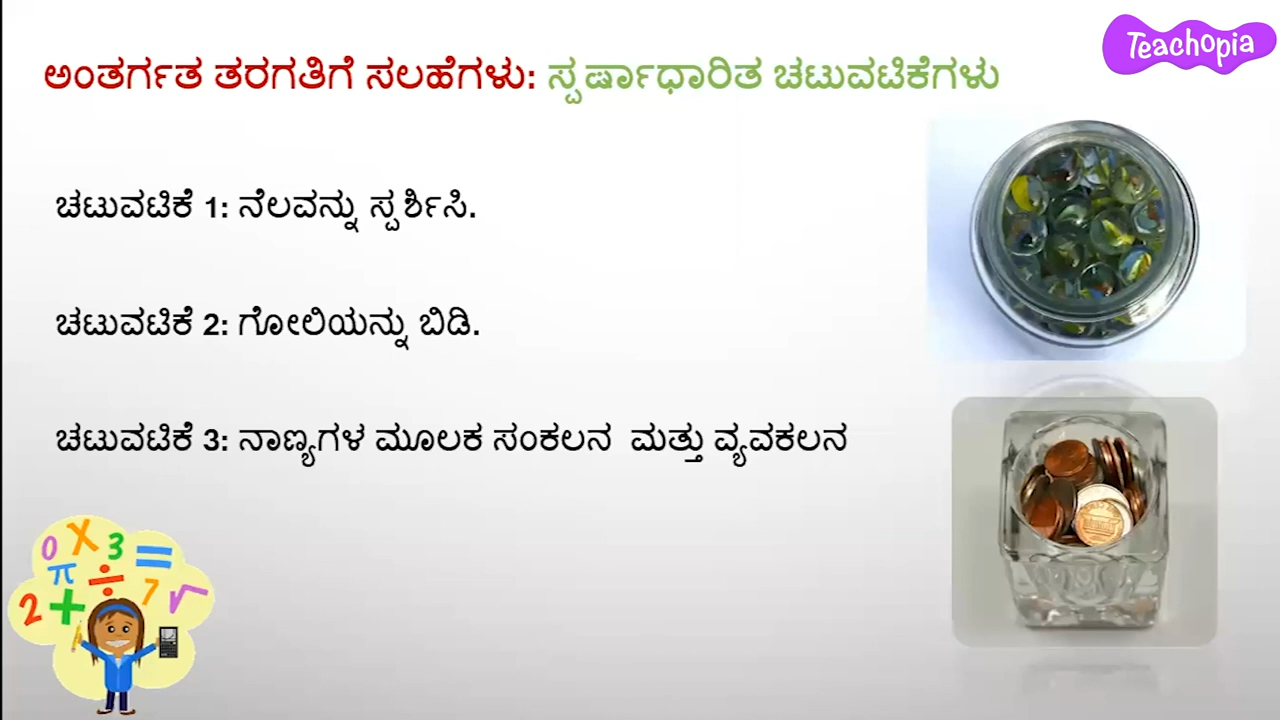 Teachopia
ಅಂತರ್ಗತ ತರಗತಿಗೆ ಸಲಹೆಗಳು: ಸ್ಪರ್ಷಾಧಾರಿತ ಚಟುವಟಿಕೆಗಳು
ಚಟುವಟಿಕೆ 1: ನೆಲವನ್ನು ಸ್ಪರ್ಶಿಸಿ.
ಚಟುವಟಿಕೆ 2: ಗೋಲಿಯನ್ನು ಬಿಡಿ.
ಚಟುವಟಿಕೆ 3: ನಾಣ್ಯಗಳ ಮೂಲಕ ಸಂಕಲನ ಮತ್ತು ವ್ಯವಕಲನ
0 X 3 =
π ÷ 7 √
2 +